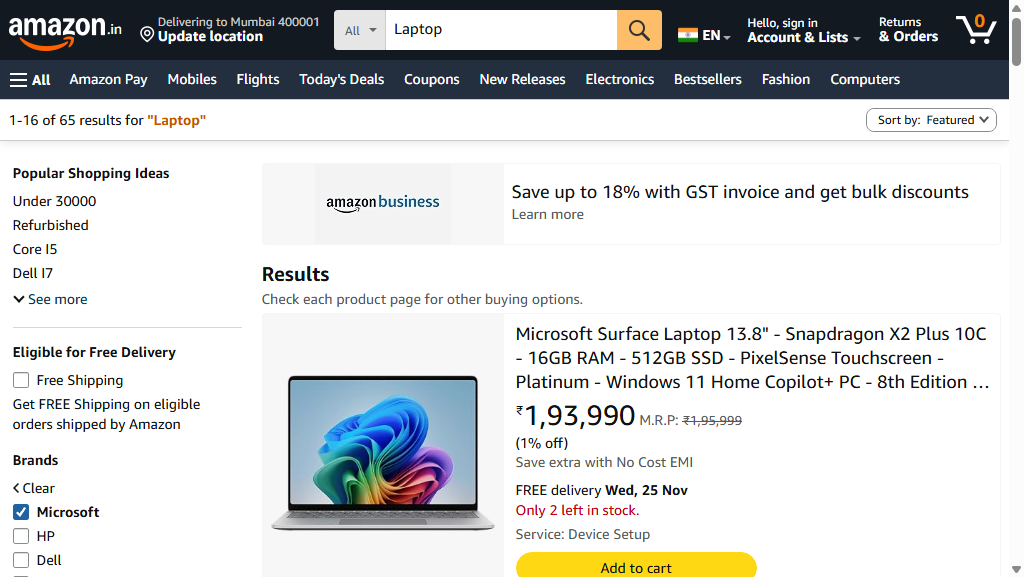 amazon.in
Delivering to Mumbai 400001
Update location
All
Laptop
EN
Hello, sign in
Account & Lists
Returns
& Orders
0
All
Amazon Pay
Mobiles
Flights
Today's Deals
Coupons
New Releases
Electronics
Bestsellers
Fashion
Computers
1-16 of 65 results for "Laptop"
Sort by: Featured
Popular Shopping Ideas
Under 30000
Refurbished
Core I5
Dell I7
See more
Eligible for Free Delivery
Free Shipping
Get FREE Shipping on eligible
orders shipped by Amazon
Brands
Clear
Microsoft
HP
Dell
amazon business
Save up to 18% with GST invoice and get bulk discounts
Learn more
Results
Check each product page for other buying options.
Microsoft Surface Laptop 13.8" - Snapdragon X2 Plus 10C
- 16GB RAM - 512GB SSD - PixelSense Touchscreen -
Platinum - Windows 11 Home Copilot+ PC - 8th Edition …
₹1,93,990 M.R.P: ₹1,95,999
(1% off)
Save extra with No Cost EMI
FREE delivery Wed, 25 Nov
Only 2 left in stock.
Service: Device Setup
Add to cart